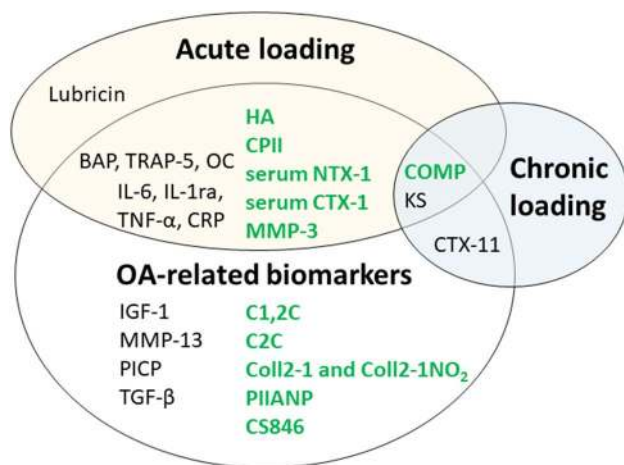 Acute loading
Lubricin
HA
CPII
BAP, TRAP-5, OC
serum NTX-1
IL-6, IL-1ra,
serum CTX-1
TNF-α, CRP
MMP-3
COMP
KS
Chronic
loading
CTX-11
OA-related biomarkers
IGF-1
C1,2C
MMP-13
C2C
PICP
Coll2-1 and Coll2-1NO₂
TGF-β
PIIANP
CS846